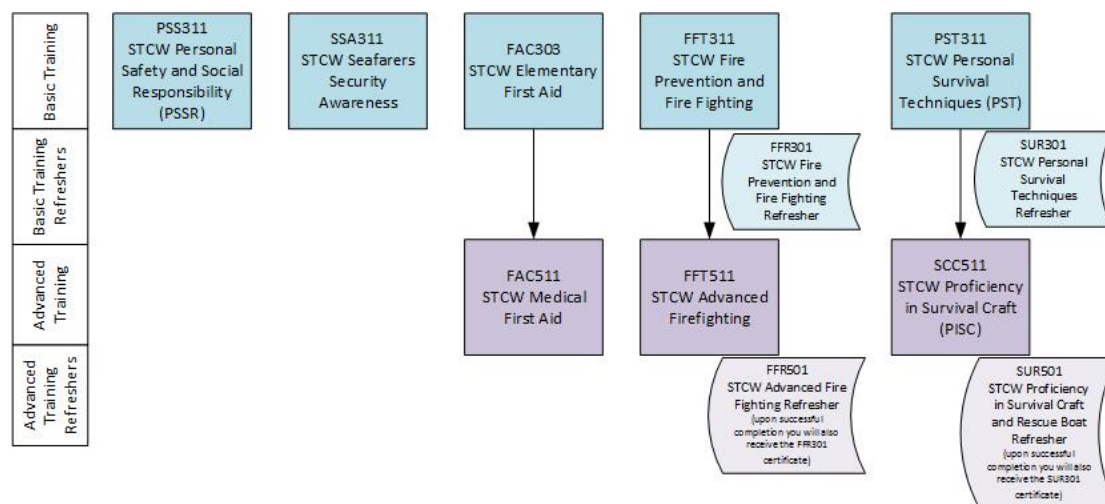 Basic Training
PSS311
STCW Personal
Safety and Social
Responsibility
(PSSR)
SSA311
STCW Seafarers
Security
Awareness
FAC303
STCW Elementary
First Aid
FFT311
STCW Fire
Prevention and
Fire Fighting
PST311
STCW Personal
Survival
Techniques (PST)
Basic Training
Refreshers
FFR301
STCW Fire
Prevention and
Fire Fighting
Refresher
SUR301
STCW Personal
Survival
Techniques
Refresher
Advanced
Training
FAC511
STCW Medical
First Aid
FFT511
STCW Advanced
Firefighting
SCC511
STCW Proficiency
in Survival Craft
(PISC)
Advanced
Training
Refreshers
FFR501
STCW Advanced Fire
Fighting Refresher
(upon successful
completion you will also
receive the FFR301
certificate)
SUR501
STCW Proficiency
in Survival Craft
and Rescue Boat
Refresher
(upon successful
completion you will also
receive the SUR301
certificate)